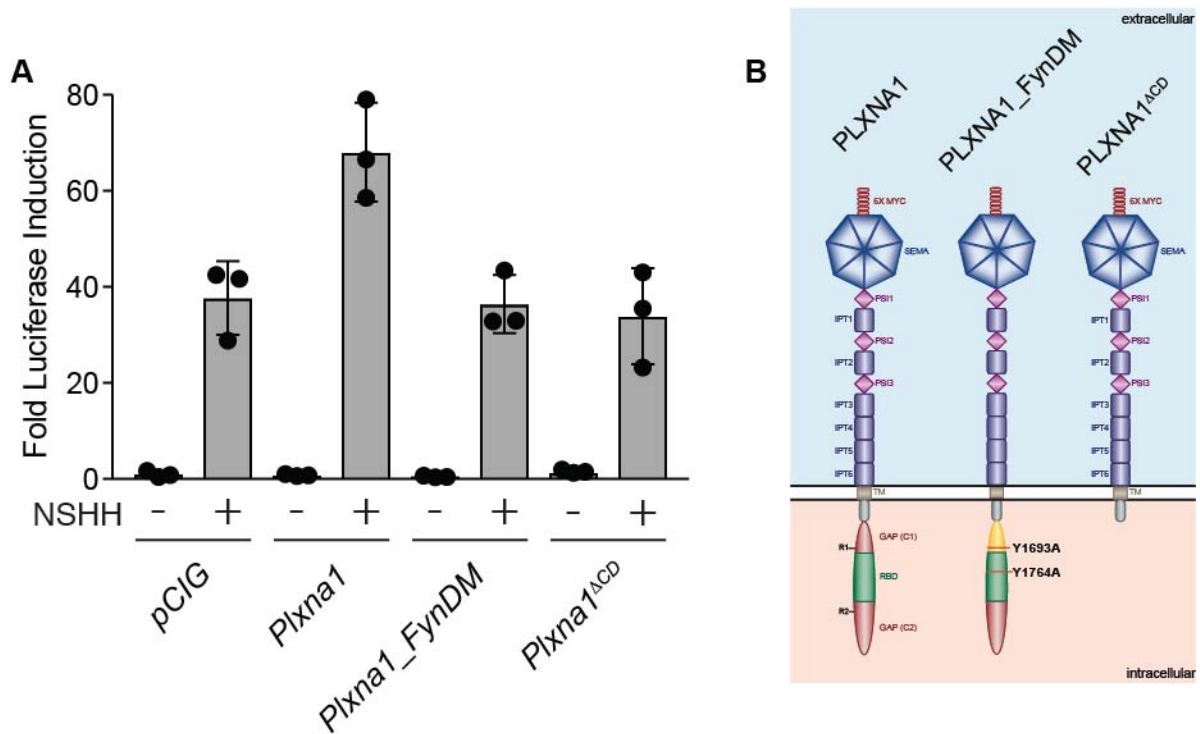 A
Fold Luciferase Induction
80
60
40
20
0
NSHH - + - + - + - +
pCIG
Plxna1
Plxna1_FynDM
Plxna1ΔCD
B
extracellular
PLXNA1
PLXNA1_FynDM
PLXNA1ΔCD
6X MYC
6X MYC
SEMA
SEMA
PSI1
PSI1
IPT1
IPT1
PSI2
PSI2
IPT2
IPT2
PSI3
PSI3
IPT3
IPT3
IPT4
IPT4
IPT5
IPT5
IPT6
IPT6
TM
TM
GAP (C1)
R1
Y1693A
RBD
Y1764A
R2
GAP (C2)
intracellular